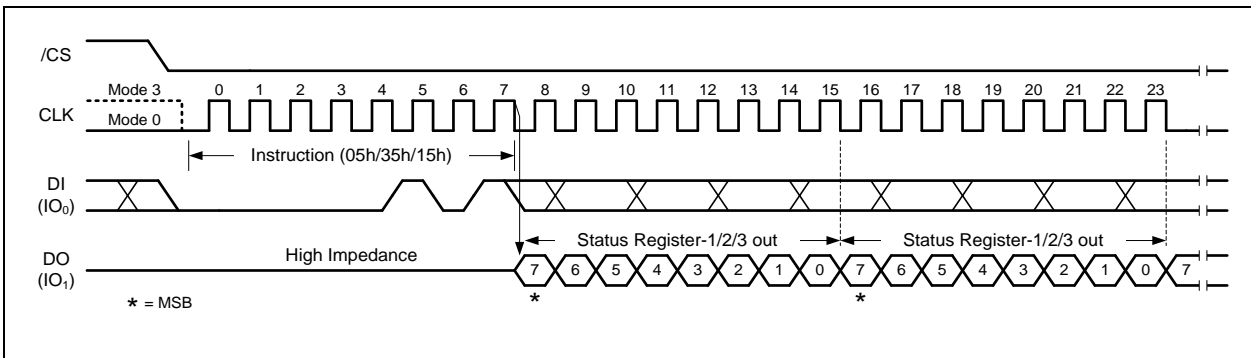 /CS
Mode 3
0 1 2 3 4 5 6 7 8 9 10 11 12 13 14 15 16 17 18 19 20 21 22 23
CLK
Mode 0
Instruction (05h/35h/15h)
DI
(IO₀)
Status Register-1/2/3 out Status Register-1/2/3 out
High Impedance
DO
(IO₁)
7 6 5 4 3 2 1 0 7 6 5 4 3 2 1 0 7
* *
* = MSB